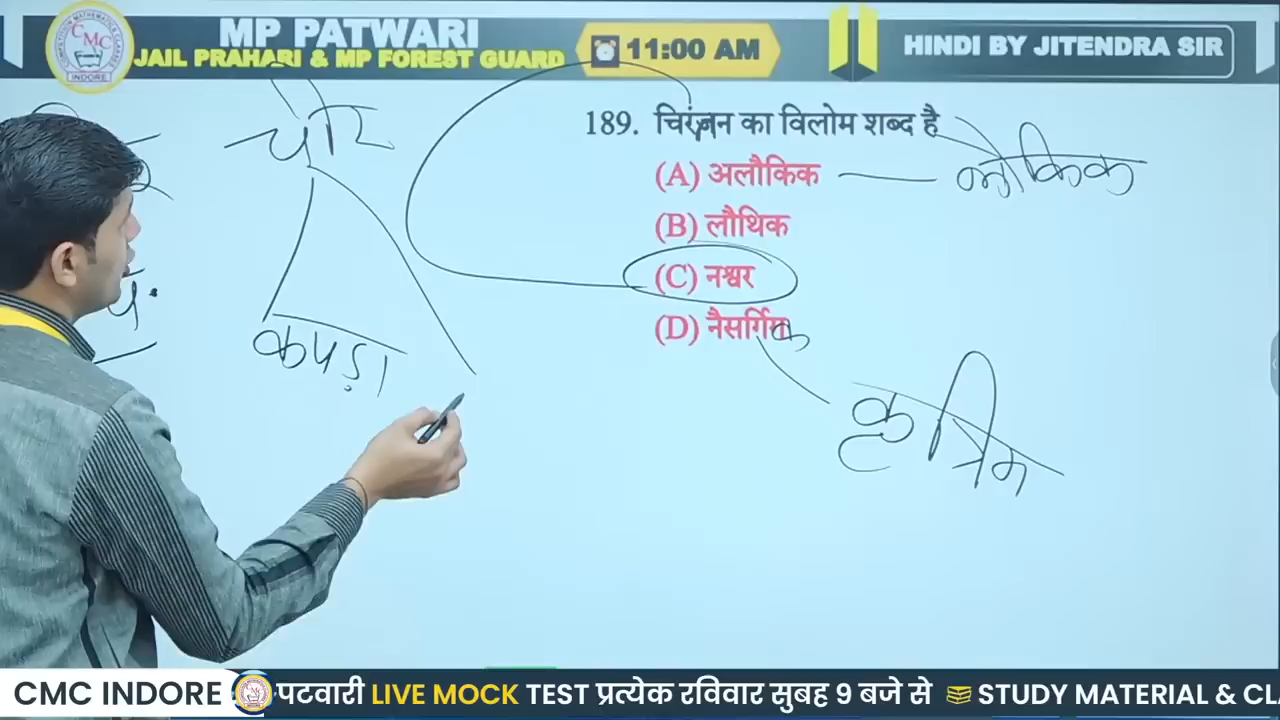 MP PATWARI
JAIL PRAHARI & MP FOREST GUARD
11:00 AM
HINDI BY JITENDRA SIR
CMC
INDORE
189. चिरंतन का विलोम शब्द है
(A) अलौकिक
लौकिक
(B) लौथिक
(C) नश्वर
(D) नैसर्गिक
कृत्रिम
चीर
कपड़ा
CMC INDORE
पटवारी LIVE MOCK TEST प्रत्येक रविवार सुबह 9 बजे से STUDY MATERIAL & CL